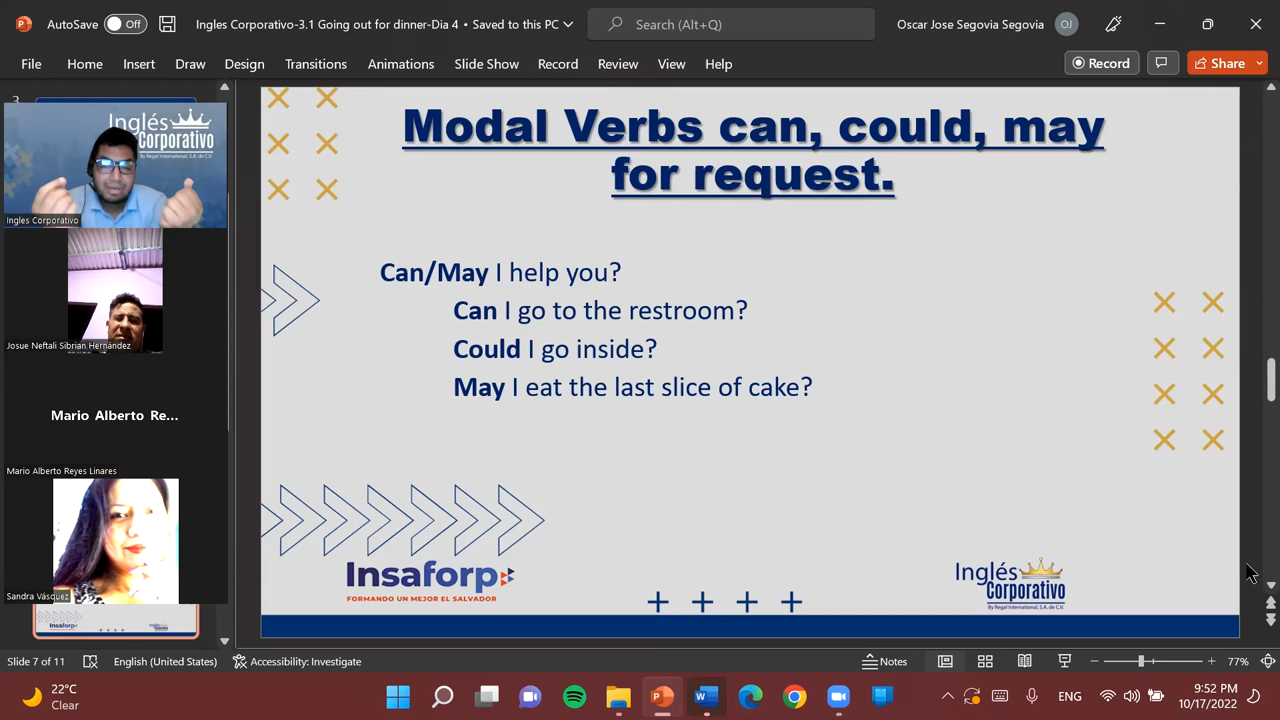 AutoSave Off
Ingles Corporativo-3.1 Going out for dinner-Dia 4 • Saved to this PC
Search (Alt+Q)
Oscar Jose Segovia Segovia OJ
File Home Insert Draw Design Transitions Animations Slide Show Record Review View Help
Record
Share
3
Inglés
Corporativo
By Regal International, S.A. de C.V.
Ingles Corporativo
Josue Neftali Sibrian Hernández
Mario Alberto Re...
Mario Alberto Reyes Linares
Sandra Vásquez
Insaforp
Modal Verbs can, could, may
for request.
Can/May I help you?
Can I go to the restroom?
Could I go inside?
May I eat the last slice of cake?
Insaforp
FORMANDO UN MEJOR EL SALVADOR
Inglés
Corporativo
By Regal International, S.A. de C.V.
Slide 7 of 11
English (United States)
Accessibility: Investigate
Notes
77%
22°C
Clear
ENG
9:52 PM
10/17/2022